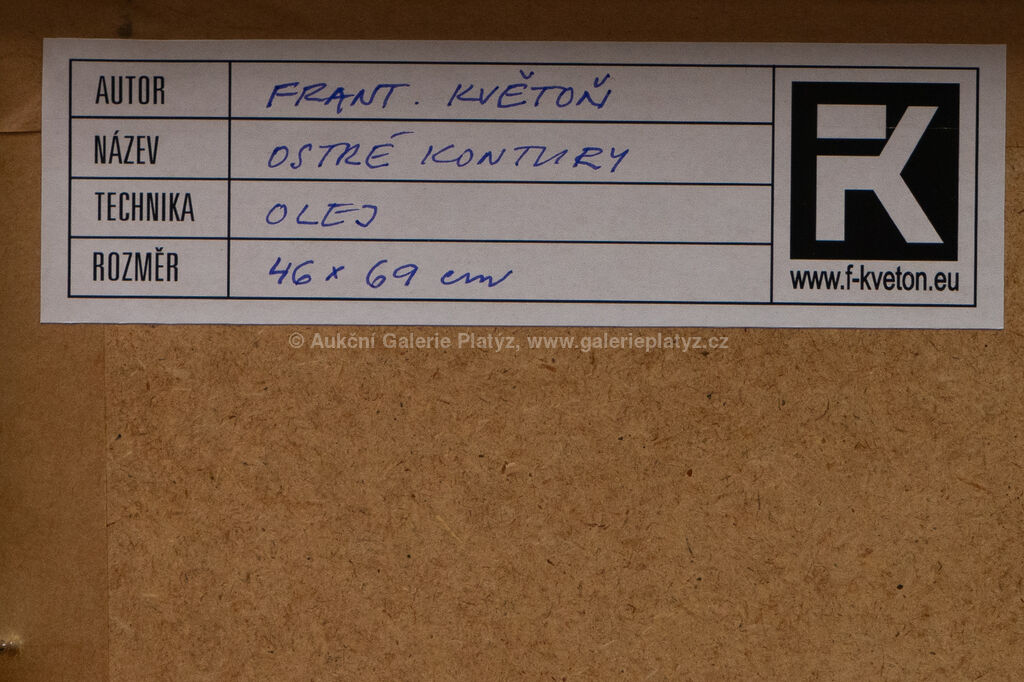 AUTOR FRANT. KVĚTOŇ
NÁZEV OSTRÉ KONTURY
TECHNIKA OLEJ
ROZMĚR 46 × 69 cm
FK
www.f-kveton.eu
© Aukční Galerie Platýz, www.galerieplatyz.cz